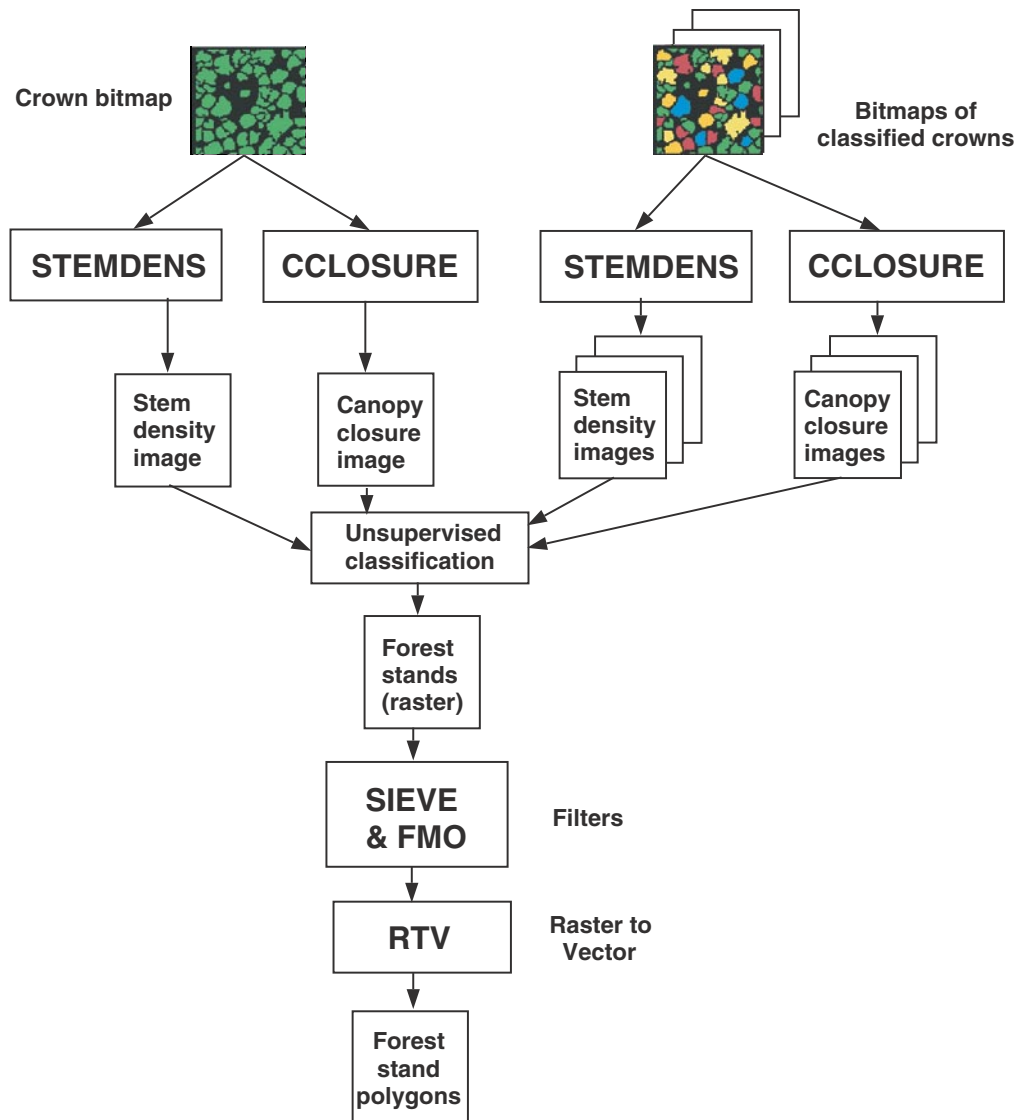 Crown bitmap
Bitmaps of
classified crowns
STEMDENS
CCLOSURE
STEMDENS
CCLOSURE
Stem
density
image
Canopy
closure
image
Stem
density
images
Canopy
closure
images
Unsupervised
classification
Forest
stands
(raster)
SIEVE
& FMO
Filters
RTV
Raster to
Vector
Forest
stand
polygons